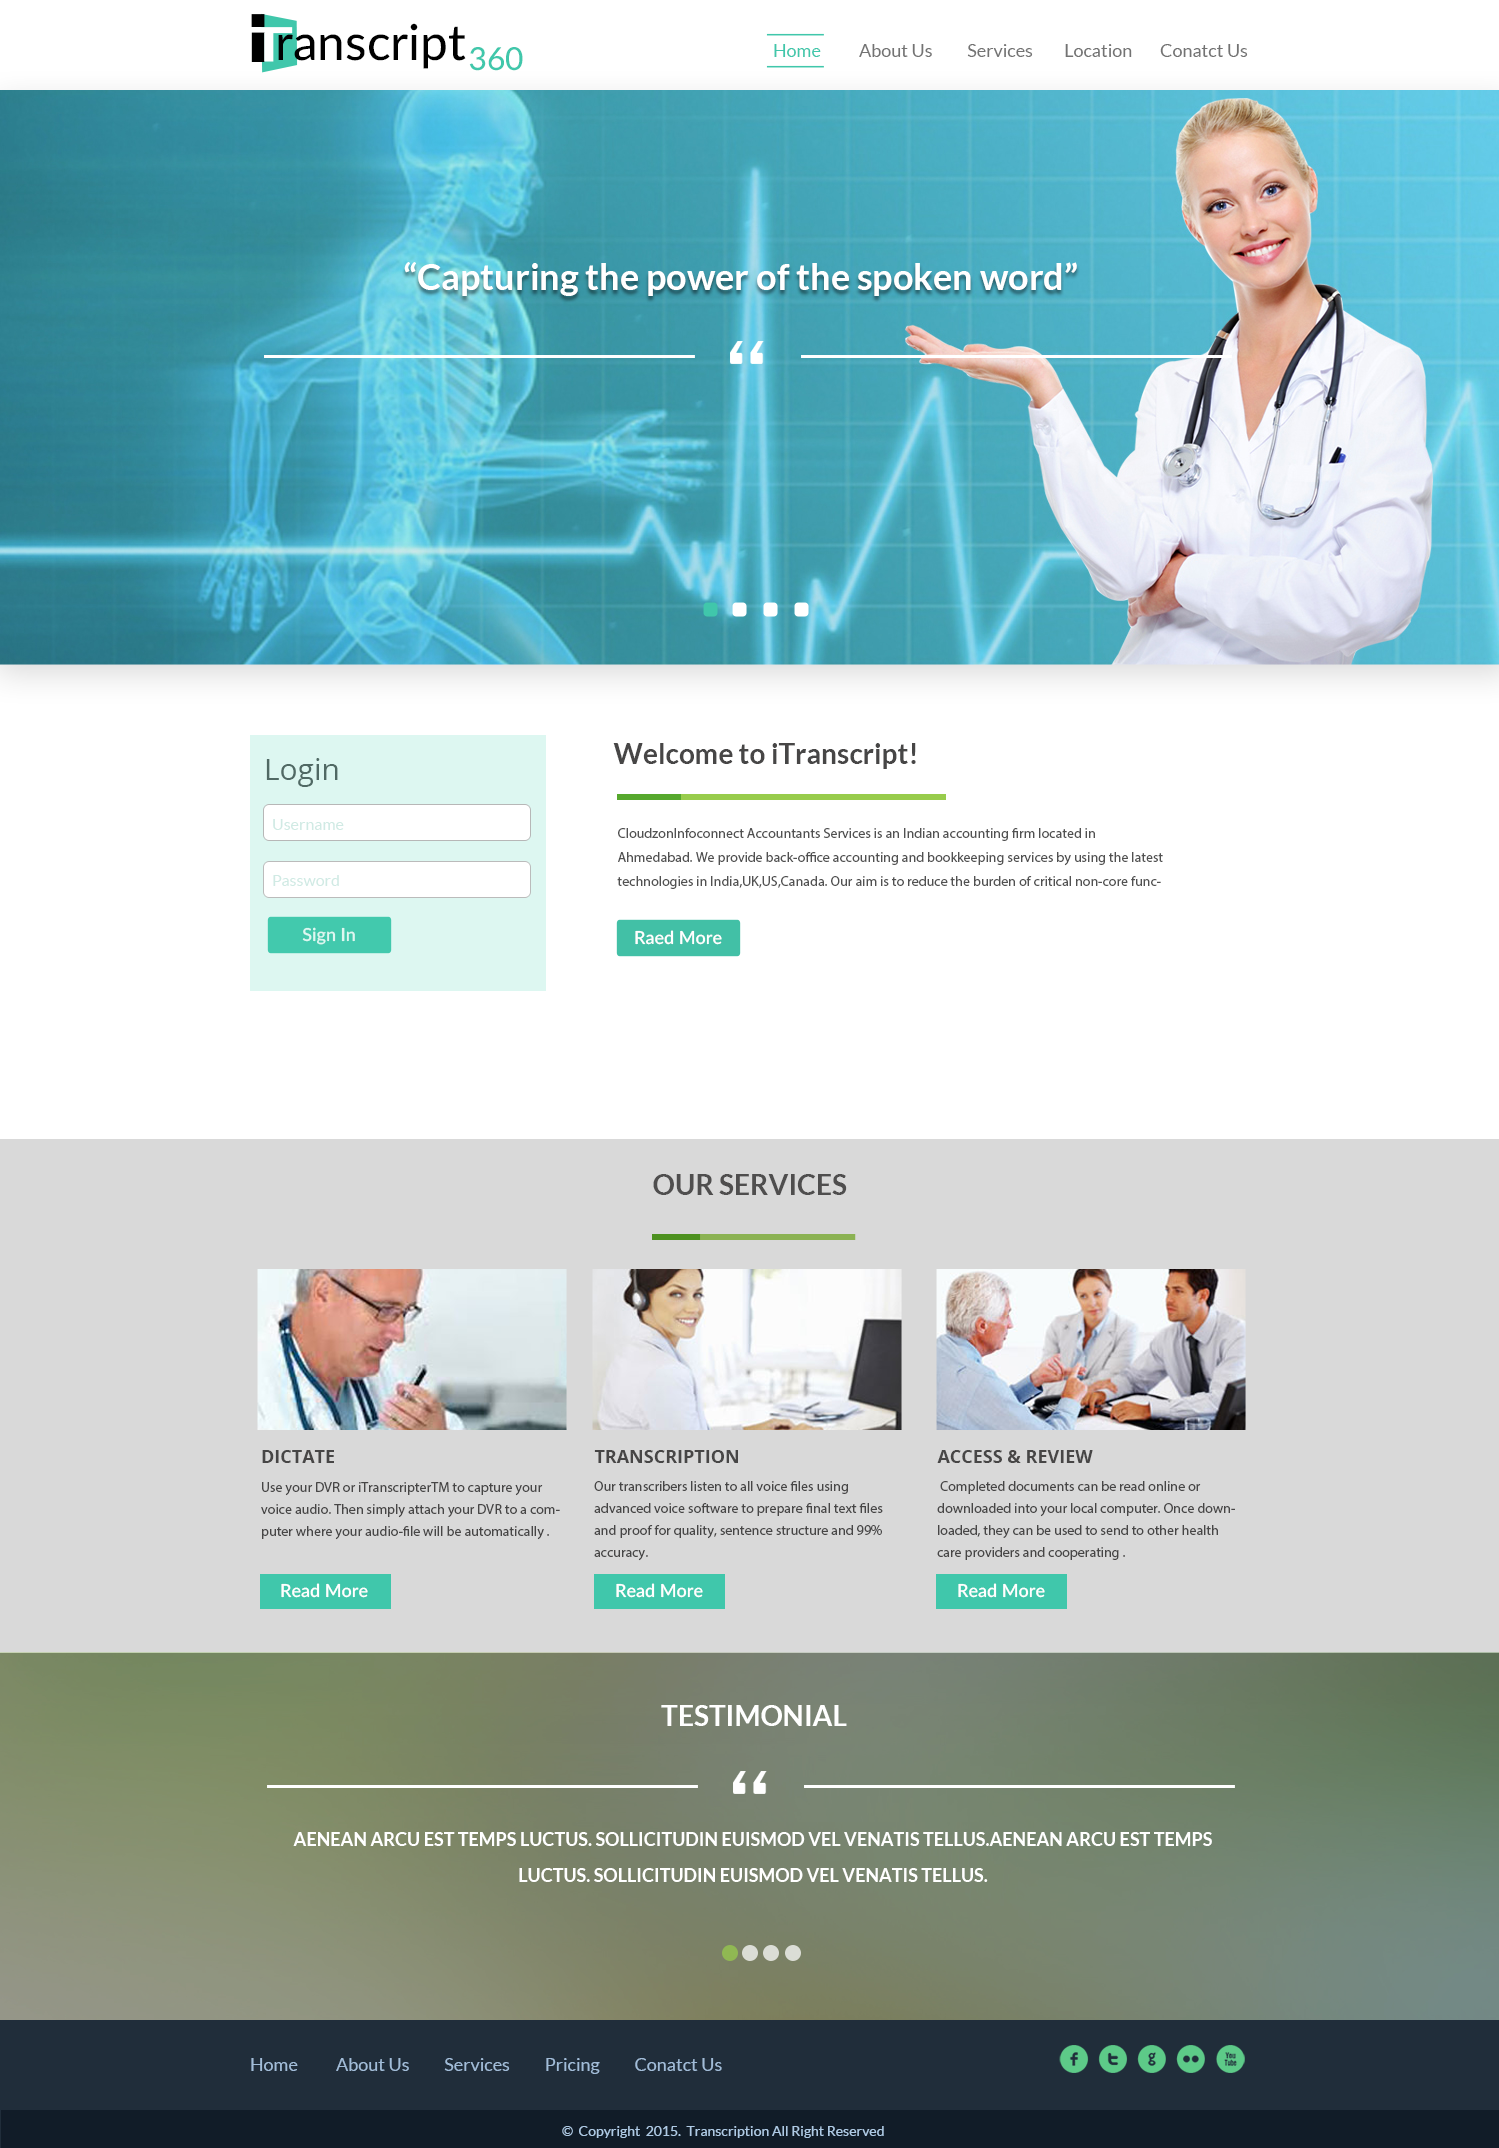 iTranscript 360
Home About Us Services Location Conatct Us
“Capturing the power of the spoken word”
Login
Username
Password
Sign In
Welcome to iTranscript!
CloudzonInfoconnect Accountants Services is an Indian accounting firm located in
Ahmedabad. We provide back-office accounting and bookkeeping services by using the latest
technologies in India,UK,US,Canada. Our aim is to reduce the burden of critical non-core func-
Raed More
OUR SERVICES
DICTATE
Use your DVR or iTranscripterTM to capture your
voice audio. Then simply attach your DVR to a com-
puter where your audio-file will be automatically .
Read More
TRANSCRIPTION
Our transcribers listen to all voice files using
advanced voice software to prepare final text files
and proof for quality, sentence structure and 99%
accuracy.
Read More
ACCESS & REVIEW
Completed documents can be read online or
downloaded into your local computer. Once down-
loaded, they can be used to send to other health
care providers and cooperating .
Read More
TESTIMONIAL
AENEAN ARCU EST TEMPS LUCTUS. SOLLICITUDIN EUISMOD VEL VENATIS TELLUS.AENEAN ARCU EST TEMPS
LUCTUS. SOLLICITUDIN EUISMOD VEL VENATIS TELLUS.
Home About Us Services Pricing Conatct Us
You
Tube
© Copyright 2015. Transcription All Right Reserved